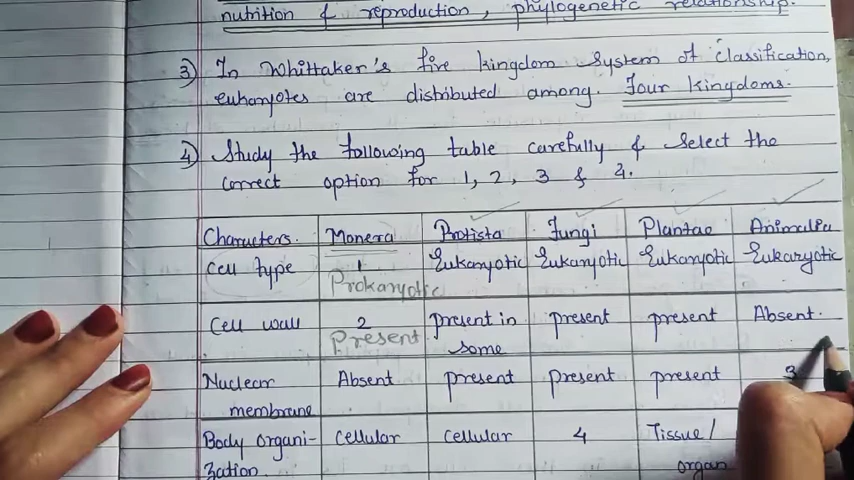 nutrition & reproduction, phylogenetic relationship.
3) In Whittaker's five kingdom system of classification,
eukaryotes are distributed among. Four kingdoms.
4) Study the following table carefully & select the
correct option for 1, 2, 3 & 4.
Characters. Monera Protista Fungi Plantae Animalia
Cell type 1 Prokaryotic Eukaryotic Eukaryotic Eukaryotic Eukaryotic
Cell wall 2 Present present in some present present Absent.
Nuclear membrane Absent present present present 3
Body organi- cellular cellular 4 Tissue/
zation. organ